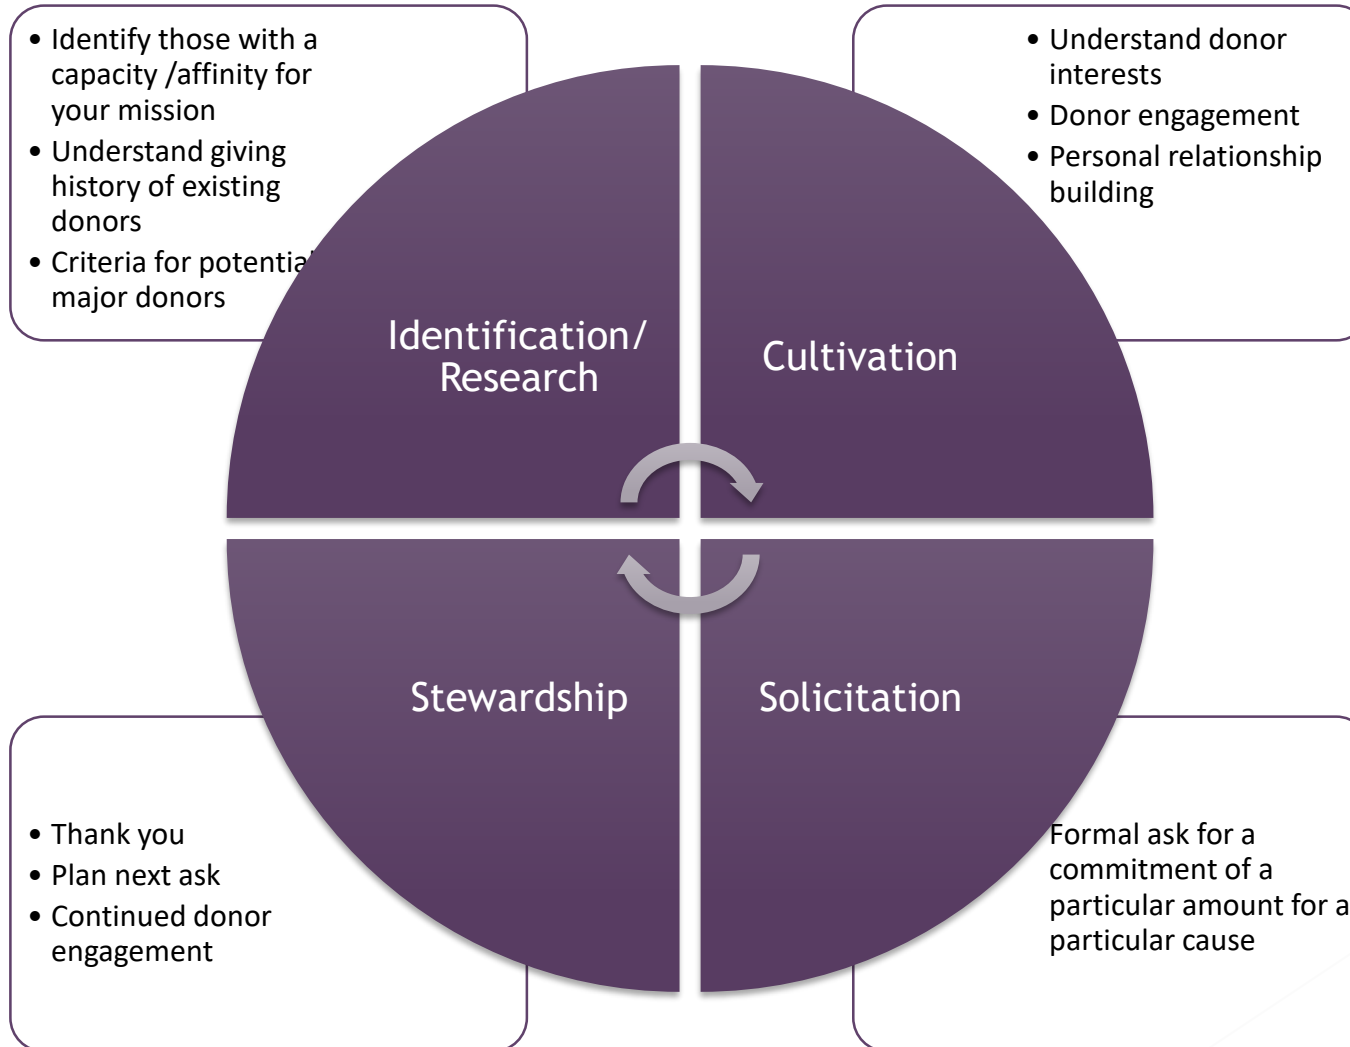 • Identify those with a
capacity /affinity for
your mission
• Understand giving
history of existing
donors
• Criteria for potential
major donors
• Understand donor
interests
• Donor engagement
• Personal relationship
building
Identification/
Research
Cultivation
Stewardship
Solicitation
• Thank you
• Plan next ask
• Continued donor
engagement
Formal ask for a
commitment of a
particular amount for a
particular cause